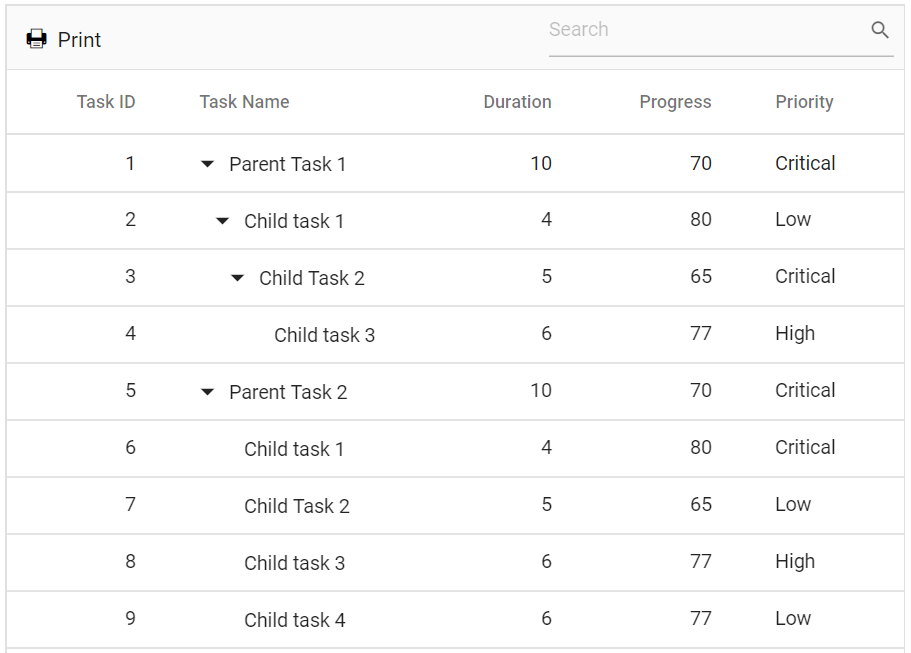 Print Search
Task ID Task Name Duration Progress Priority
1 Parent Task 1 10 70 Critical
2 Child task 1 4 80 Low
3 Child Task 2 5 65 Critical
4 Child task 3 6 77 High
5 Parent Task 2 10 70 Critical
6 Child task 1 4 80 Critical
7 Child Task 2 5 65 Low
8 Child task 3 6 77 High
9 Child task 4 6 77 Low